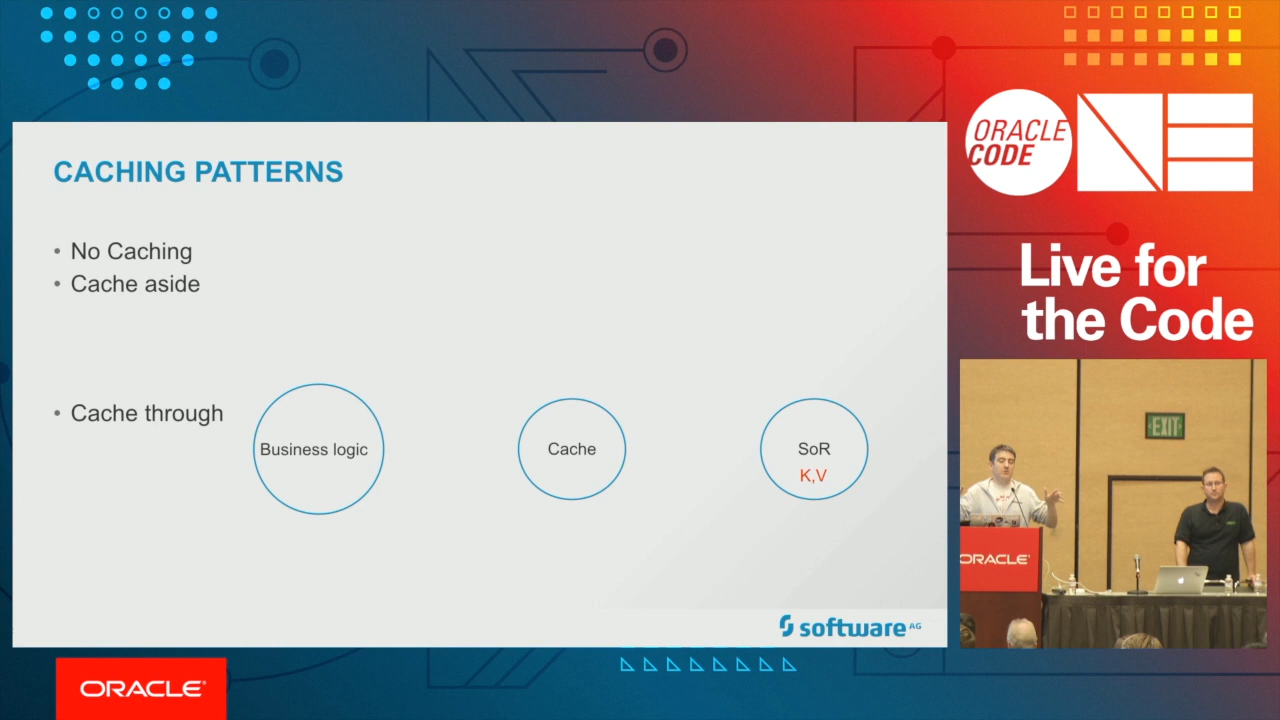 CACHING PATTERNS
• No Caching
• Cache aside
• Cache through
Business logic
Cache
SoR
K,V
software AG
ORACLE
CODE
ONE
Live for
the Code
EXIT
ORACLE
ORACLE